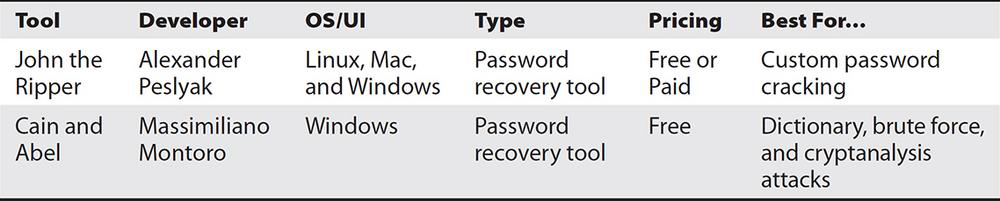 Tool Developer OS/UI Type Pricing Best For…
John the Ripper Alexander Peslyak Linux, Mac, and Windows Password recovery tool Free or Paid Custom password cracking
Cain and Abel Massimiliano Montoro Windows Password recovery tool Free Dictionary, brute force, and cryptanalysis attacks